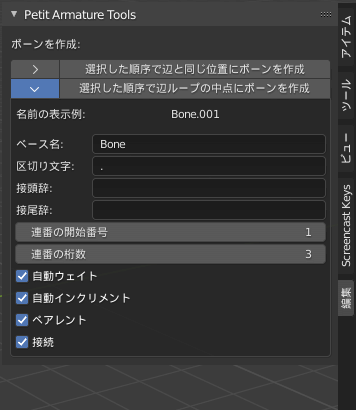 Petit Armature Tools
ボーンを作成:
選択した順序で辺と同じ位置にボーンを作成
選択した順序で辺ループの中点にボーンを作成
名前の表示例: Bone.001
ベース名: Bone
区切り文字: .
接頭辞:
接尾辞:
連番の開始番号 1
連番の桁数 3
自動ウェイト
自動インクリメント
ペアレント
接続
アイテム
ツール
ビュー
Screencast Keys
編集